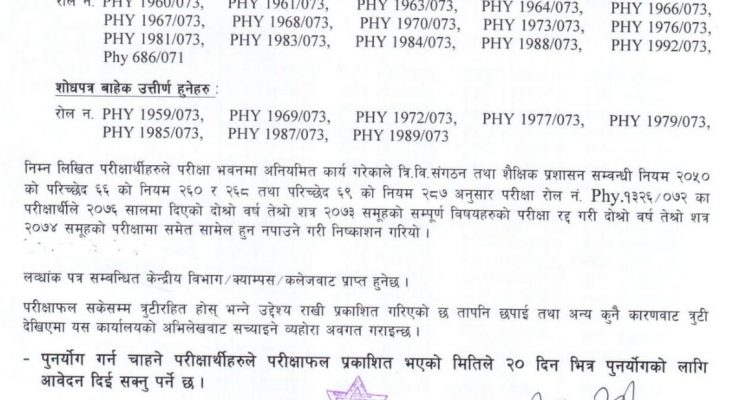 रोल न. PHY 1960/073, PHY 1961/073, PHY 1963/073, PHY 1964/073, PHY 1966/073,
PHY 1967/073, PHY 1968/073, PHY 1970/073, PHY 1973/073, PHY 1976/073,
PHY 1981/073, PHY 1983/073, PHY 1984/073, PHY 1988/073, PHY 1992/073,
Phy 686/071
शोधपत्र बाहेक उत्तीर्ण हुनेहरु :
रोल न. PHY 1959/073, PHY 1969/073, PHY 1972/073, PHY 1977/073, PHY 1979/073,
PHY 1985/073, PHY 1987/073, PHY 1989/073
निम्न लिखित परीक्षार्थीहरुले परीक्षा भवनमा अनियमित कार्य गरेकाले त्रि.वि.संगठन तथा शैक्षिक प्रशासन सम्बन्धी नियम २०५०
को परिच्छेद ६६ को नियम २६० र २६८ तथा परिच्छेद ६९ को नियम २८७ अनुसार परीक्षा रोल नं. Phy.१३२६/०७२ का
परीक्षार्थीले २०७६ सालमा दिएको दोश्रो वर्ष तेश्रो शत्र २०७३ समूहको सम्पूर्ण विषयहरुको परीक्षा रद्द गरी दोश्रो वर्ष तेश्रो शत्र
२०७४ समूहको परीक्षामा समेत सामेल हुन नपाउने गरी निष्काशन गरियो ।
लव्धांक पत्र सम्बन्धित केन्द्रीय विभाग/क्याम्पस/कलेजवाट प्राप्त हुनेछ ।
परीक्षाफल सकेसम्म त्रुटीरहित होस् भन्ने उद्देश्य राखी प्रकाशित गरिएको छ तापनि छपाई तथा अन्य कुनै कारणवाट त्रुटी
देखिएमा यस कार्यालयको अभिलेखवाट सच्याइने व्यहोरा अवगत गराइन्छ ।
- पुनर्योग गर्न चाहने परीक्षार्थीहरुले परीक्षाफल प्रकाशित भएको मितिले २० दिन भित्र पुनर्योगको लागि
आवेदन दिई सक्नु पर्ने छ ।